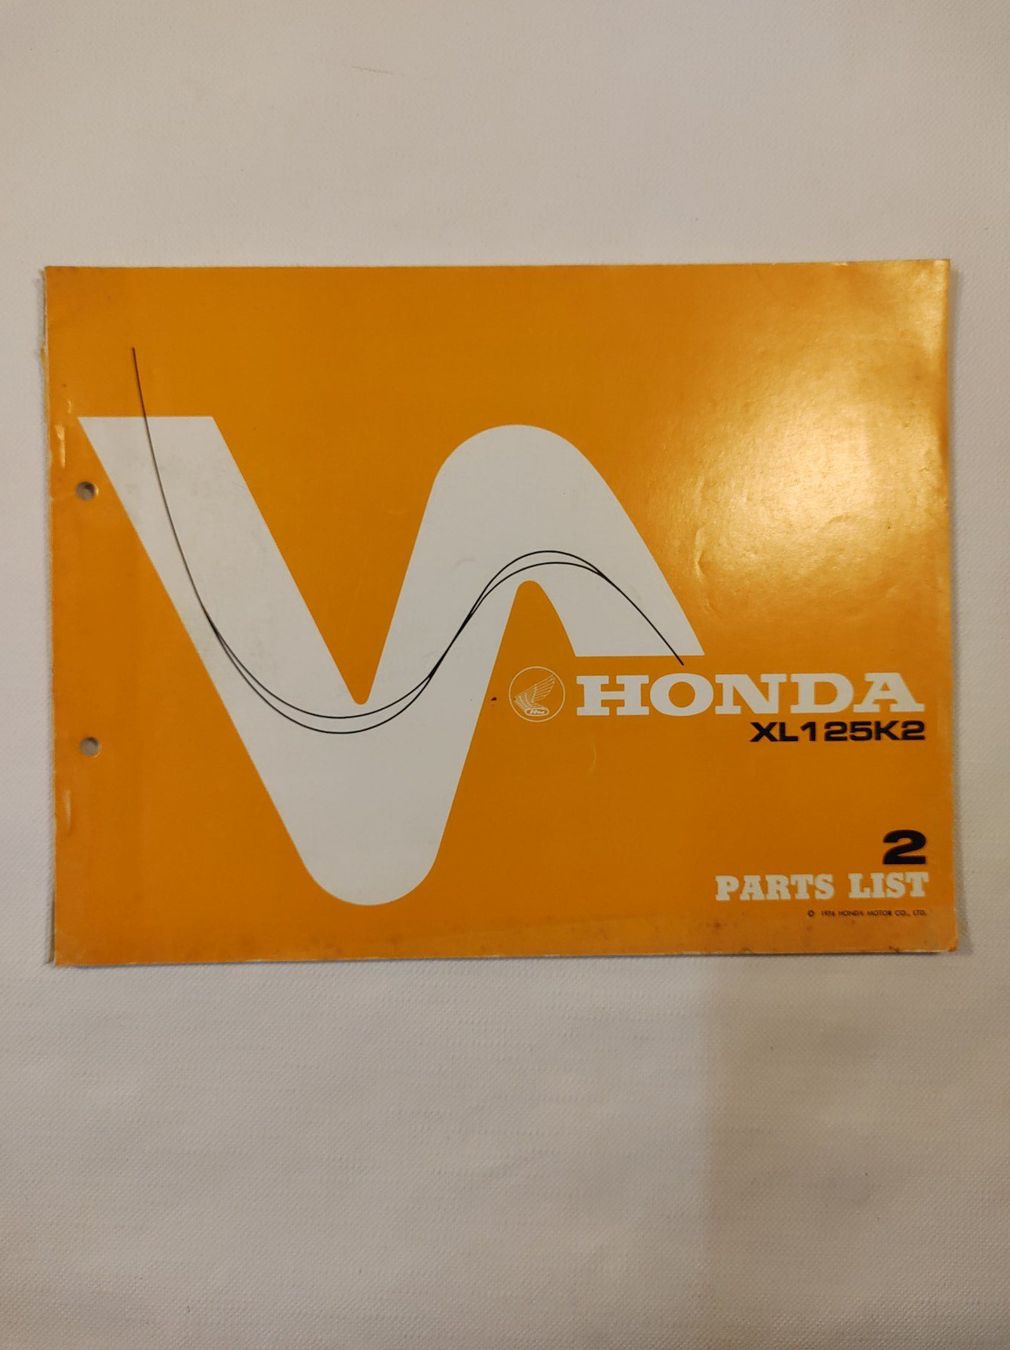 HONDA
XL125K2
2
PARTS LIST
© 1976 HONDA MOTOR CO., LTD.